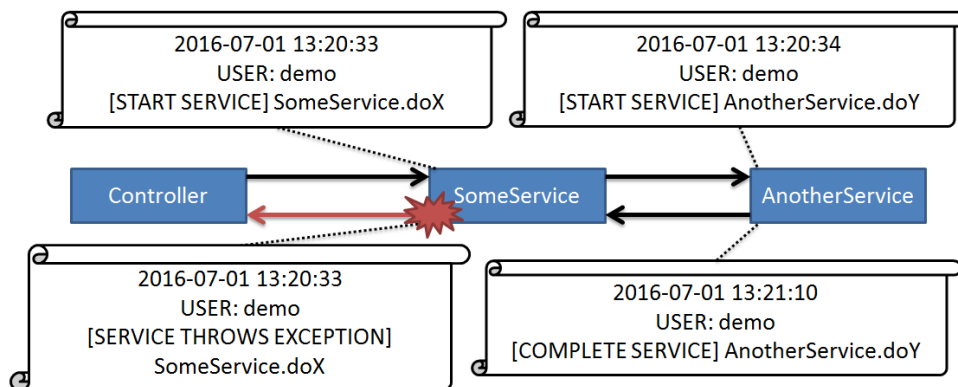 2016-07-01 13:20:33
USER: demo
[START SERVICE] SomeService.doX
2016-07-01 13:20:34
USER: demo
[START SERVICE] AnotherService.doY
Controller
SomeService
AnotherService
2016-07-01 13:20:33
USER: demo
[SERVICE THROWS EXCEPTION]
SomeService.doX
2016-07-01 13:21:10
USER: demo
[COMPLETE SERVICE] AnotherService.doY